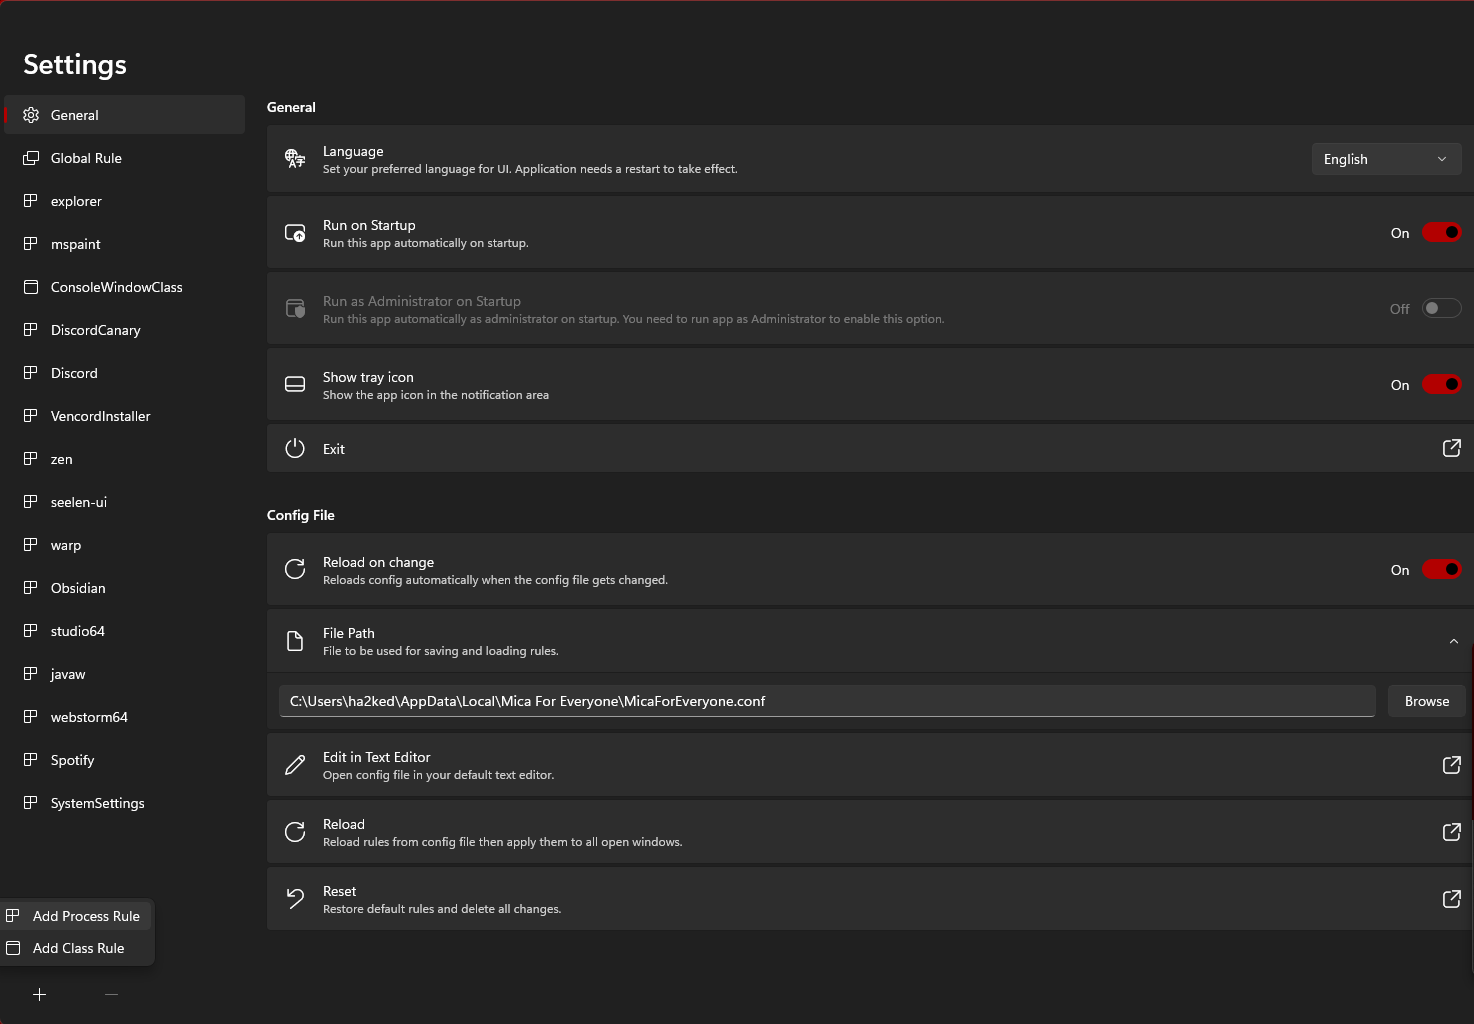 Settings
General
Global Rule
explorer
mspaint
ConsoleWindowClass
DiscordCanary
Discord
VencordInstaller
zen
seelen-ui
warp
Obsidian
studio64
javaw
webstorm64
Spotify
SystemSettings
Add Process Rule
Add Class Rule
General
Language
Set your preferred language for UI. Application needs a restart to take effect.
English
Run on Startup
Run this app automatically on startup.
On
Run as Administrator on Startup
Run this app automatically as administrator on startup. You need to run app as Administrator to enable this option.
Off
Show tray icon
Show the app icon in the notification area
On
Exit
Config File
Reload on change
Reloads config automatically when the config file gets changed.
On
File Path
File to be used for saving and loading rules.
C:\Users\ha2ked\AppData\Local\Mica For Everyone\MicaForEveryone.conf
Browse
Edit in Text Editor
Open config file in your default text editor.
Reload
Reload rules from config file then apply them to all open windows.
Reset
Restore default rules and delete all changes.